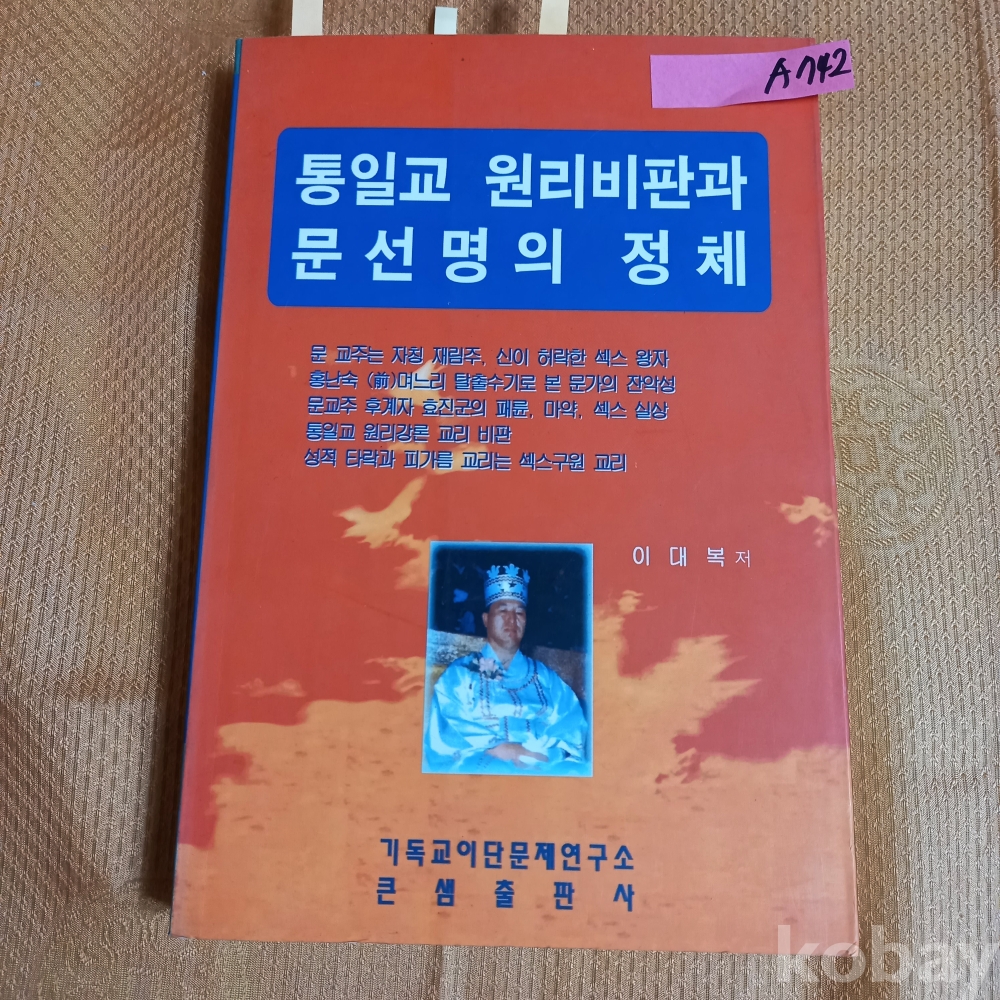 A742
통일교 원리비판과
문선명의 정체
문 교주는 자칭 재림주, 신이 허락한 섹스 왕자
홍난숙 (前)며느리 탈출수기로 본 문가의 잔악성
문교주 후계자 효진군의 패륜, 마약, 섹스 실상
통일교 원리강론 교리 비판
성적 타락과 피가름 교리는 섹스구원 교리
이대복 저
기독교이단문제연구소
큰샘출판사
kobay